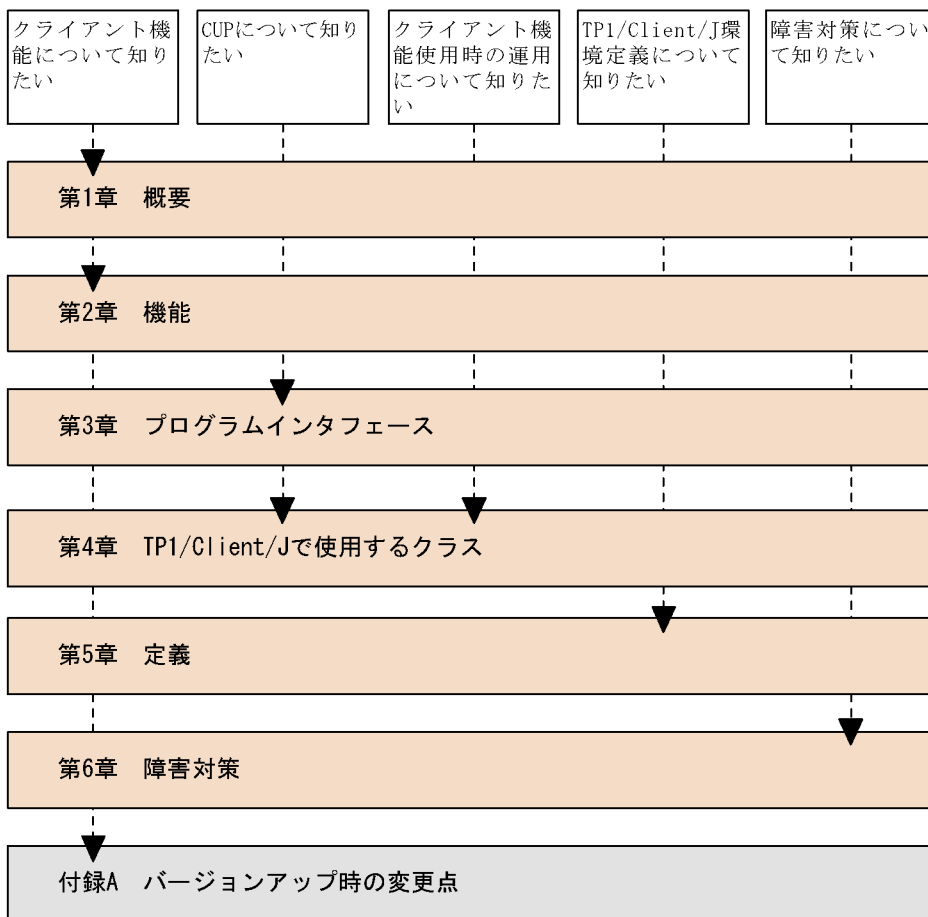 クライアント機
能について知り
たい
CUPについて知り
たい
クライアント機
能使用時の運用
について知りた
い
TP1/Client/J環
境定義について
知りたい
障害対策につい
て知りたい
第1章 概要
第2章 機能
第3章 プログラムインタフェース
第4章 TP1/Client/Jで使用するクラス
第5章 定義
第6章 障害対策
付録A バージョンアップ時の変更点